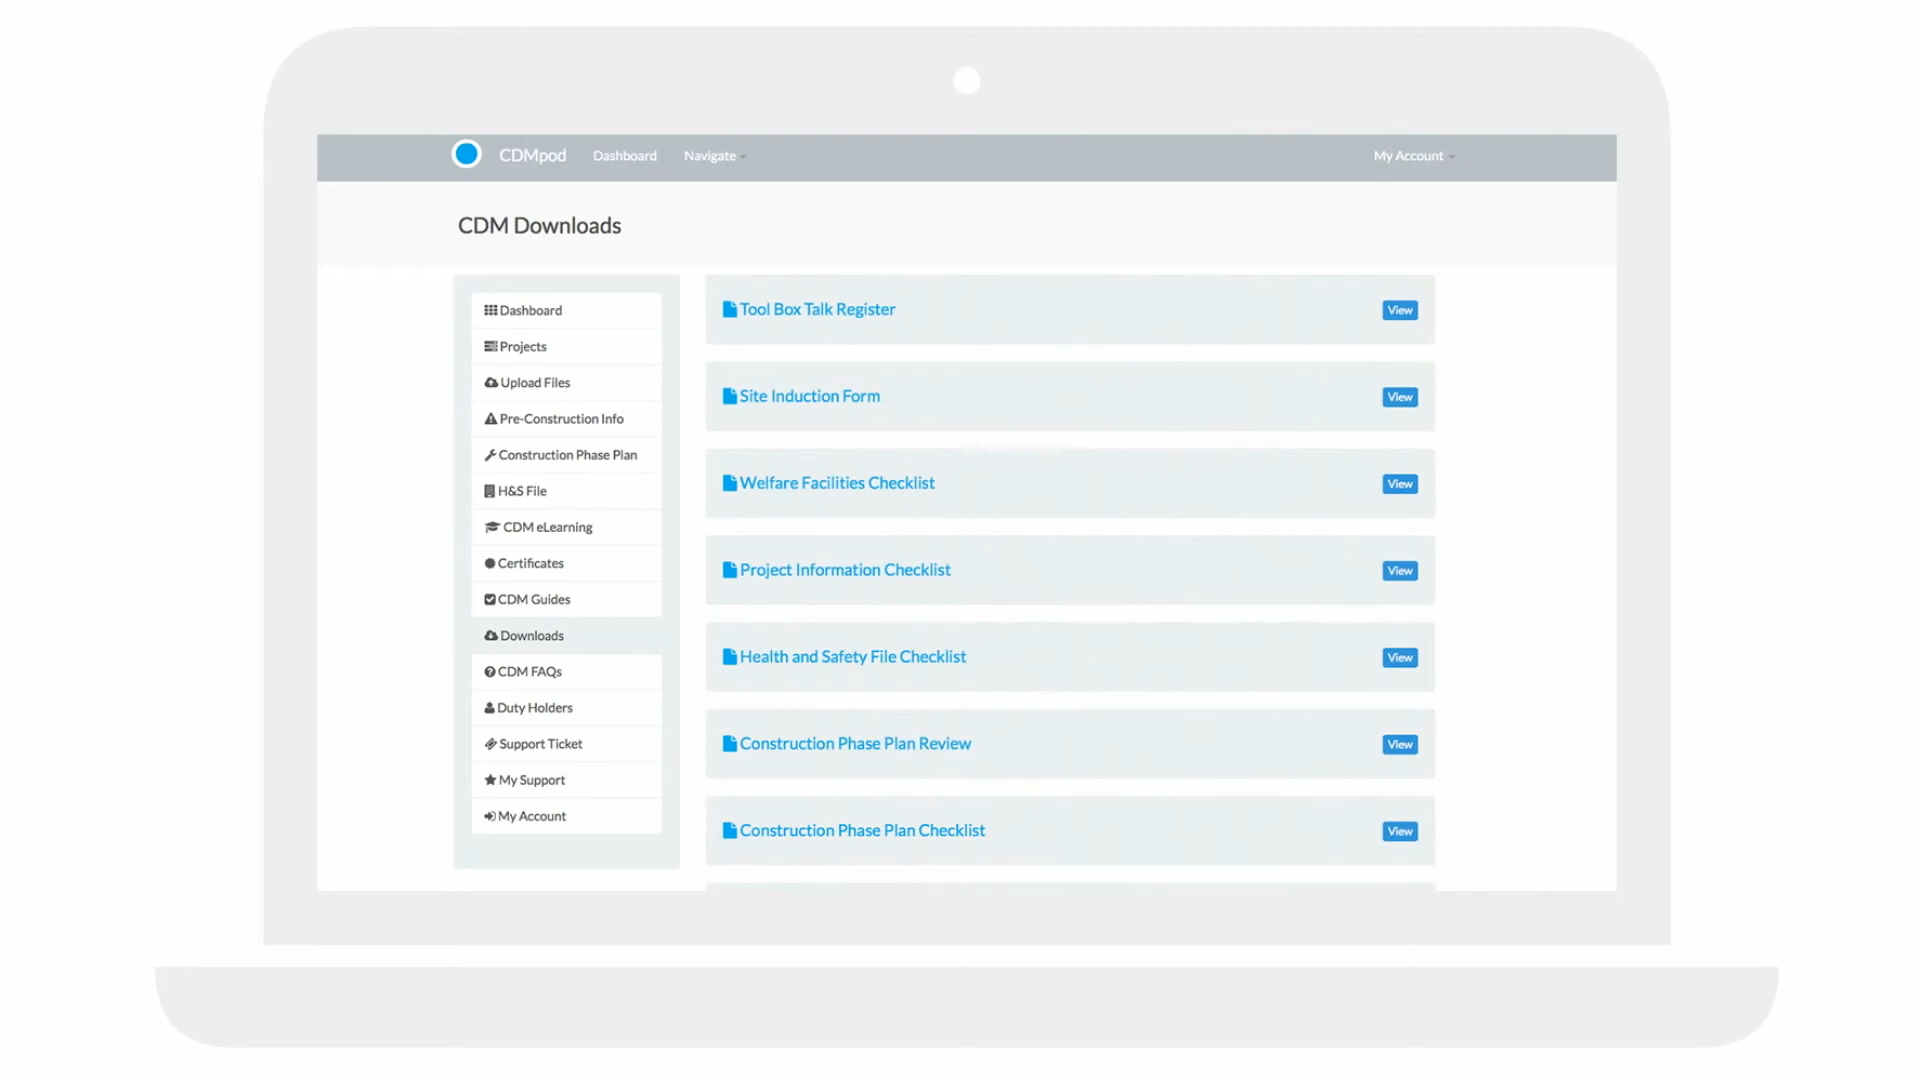 CDMpod Dashboard Navigate My Account
CDM Downloads
Dashboard
Projects
Upload Files
Pre-Construction Info
Construction Phase Plan
H&S File
CDM eLearning
Certificates
CDM Guides
Downloads
CDM FAQs
Duty Holders
Support Ticket
My Support
My Account
Tool Box Talk Register View
Site Induction Form View
Welfare Facilities Checklist View
Project Information Checklist View
Health and Safety File Checklist View
Construction Phase Plan Review View
Construction Phase Plan Checklist View